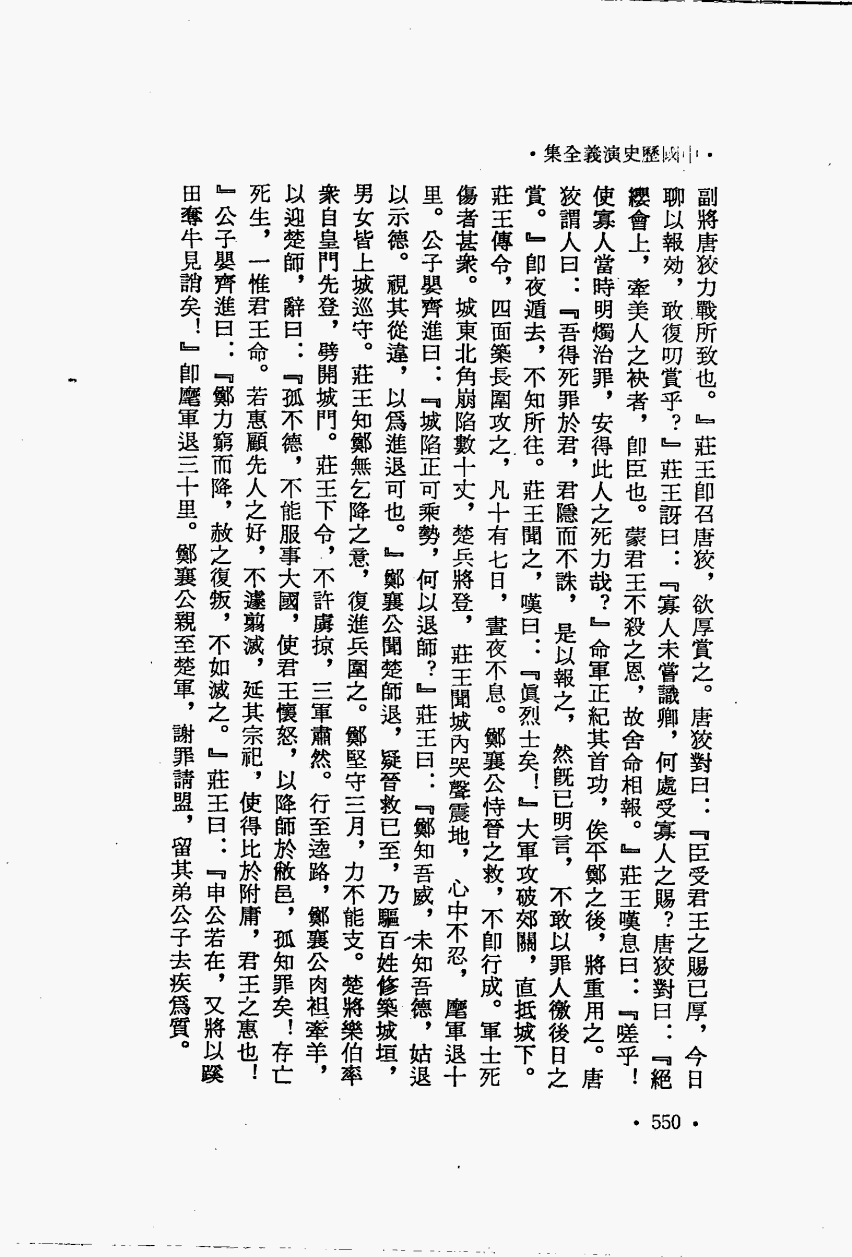 ·中國歷史演義全集·
副將唐狡力戰所致也。』莊王卽召唐狡，欲厚賞之。唐狡對曰：『臣受君王之賜已厚，今日
聊以報効，敢復叨賞乎？』莊王訝曰：『寡人未嘗識卿，何處受寡人之賜？唐狡對曰：『絕
纓會上，牽美人之袂者，卽臣也。蒙君王不殺之恩，故舍命相報。』莊王嘆息曰：『嗟乎！
使寡人當時明燭治罪，安得此人之死力哉？』命軍正紀其首功，俟平鄭之後，將重用之。唐
狡謂人曰：『吾得死罪於君，君隱而不誅，是以報之，然旣已明言，不敢以罪人徼後日之
賞。』卽夜遁去，不知所往。莊王聞之，嘆曰：『眞烈士矣！』大軍攻破郊關，直抵城下。
莊王傳令，四面築長圍攻之，凡十有七日，晝夜不息。鄭襄公恃晉之救，不卽行成。軍士死
傷者甚衆。城東北角崩陷數十丈，楚兵將登，莊王聞城內哭聲震地，心中不忍，麾軍退十
里。公子嬰齊進曰：『城陷正可乘勢，何以退師？』莊王曰：『鄭知吾威，未知吾德，姑退
以示德。視其從違，以爲進退可也。』鄭襄公聞楚師退，疑晉救已至，乃驅百姓修築城垣，
男女皆上城巡守。莊王知鄭無乞降之意，復進兵圍之。鄭堅守三月，力不能支。楚將樂伯率
衆自皇門先登，劈開城門。莊王下令，不許虜掠，三軍肅然。行至逵路，鄭襄公肉袒牽羊，
以迎楚師，辭曰：『孤不德，不能服事大國，使君王懷怒，以降師於敝邑，孤知罪矣！存亡
死生，一惟君王命。若惠顧先人之好，不遽翦滅，延其宗祀，使得比於附庸，君王之惠也！
』公子嬰齊進曰：『鄭力窮而降，赦之復叛，不如滅之。』莊王曰：『申公若在，又將以蹊
田奪牛見誚矣！』卽麾軍退三十里。鄭襄公親至楚軍，謝罪請盟，留其弟公子去疾爲質。
·550·